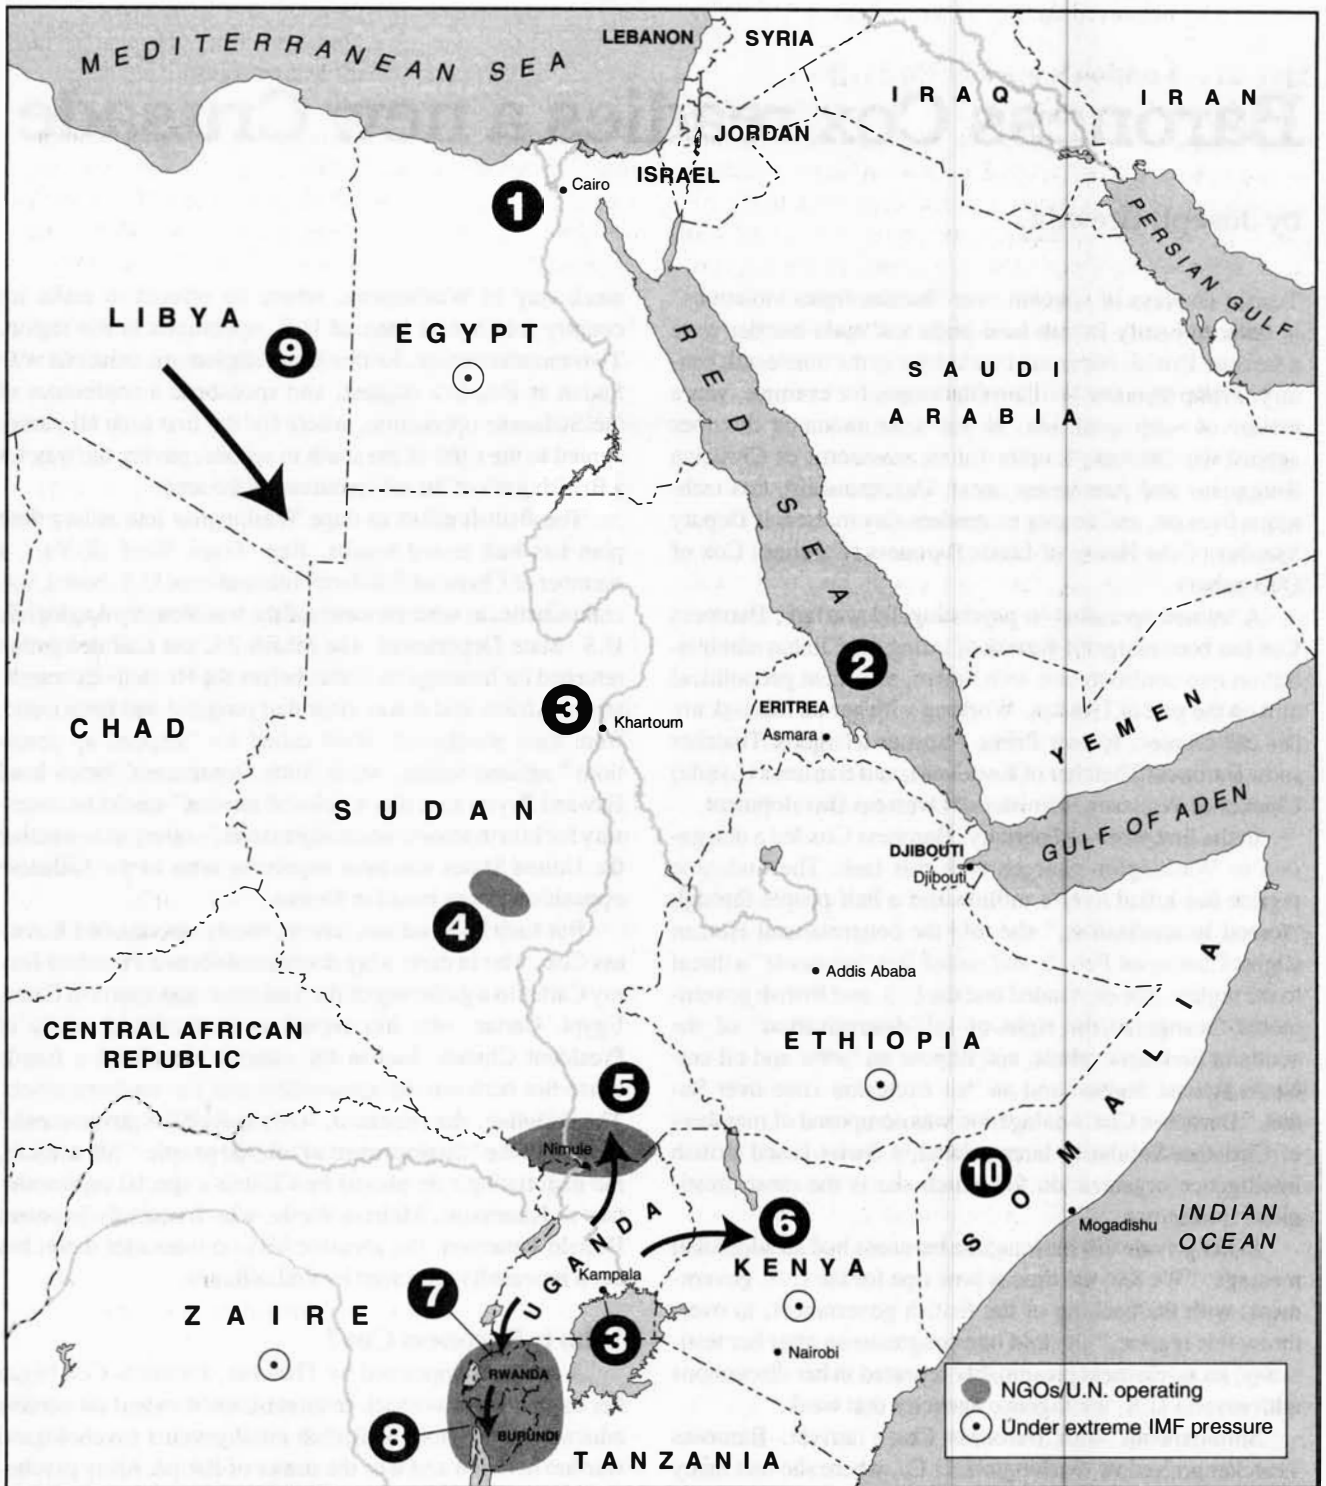 MEDITERRANEAN SEA
LEBANON
SYRIA
IRAQ
IRAN
JORDAN
ISRAEL
1
Cairo
PERSIAN GULF
LIBYA
9
EGYPT
RED SEA
SAUDI
ARABIA
2
ERITREA
Asmara
YEMEN
3
Khartoum
CHAD
SUDAN
GULF OF ADEN
DJIBOUTI
Djibouti
4
Addis Ababa
CENTRAL AFRICAN
REPUBLIC
ETHIOPIA
5
Nimule
SOMALIA
10
Mogadishu
INDIAN
OCEAN
6
KENYA
UGANDA
Kampala
7
ZAIRE
3
Nairobi
RWANDA
8
BURUNDI
TANZANIA
NGOs/U.N. operating
Under extreme IMF pressure